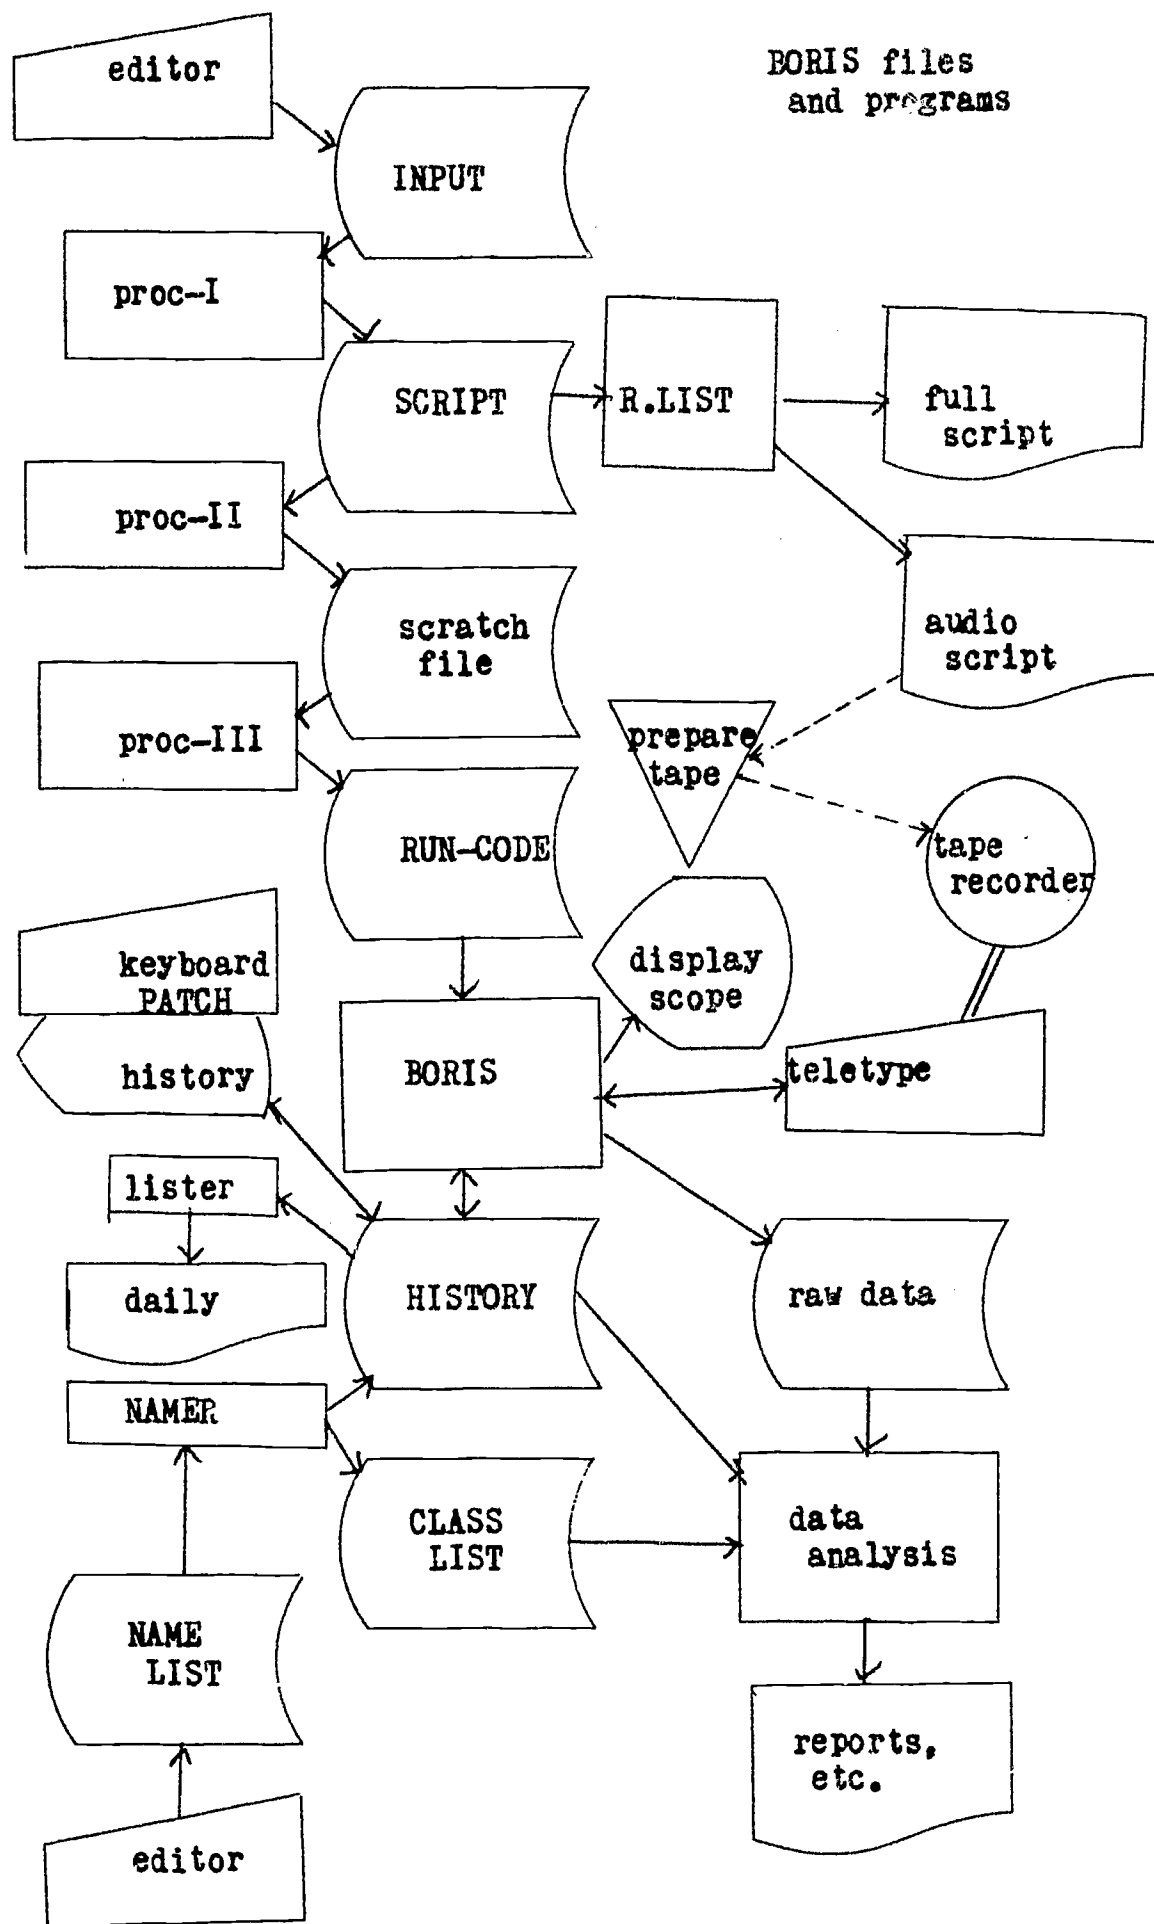 BORIS files
and programs
editor
INPUT
proc-I
SCRIPT
R.LIST
full
script
proc-II
scratch
file
audio
script
proc-III
prepare
tape
RUN-CODE
tape
recorder
keyboard
PATCH
display
scope
history
BORIS
teletype
lister
daily
HISTORY
raw data
NAMER
CLASS
LIST
data
analysis
NAME
LIST
reports,
etc.
editor